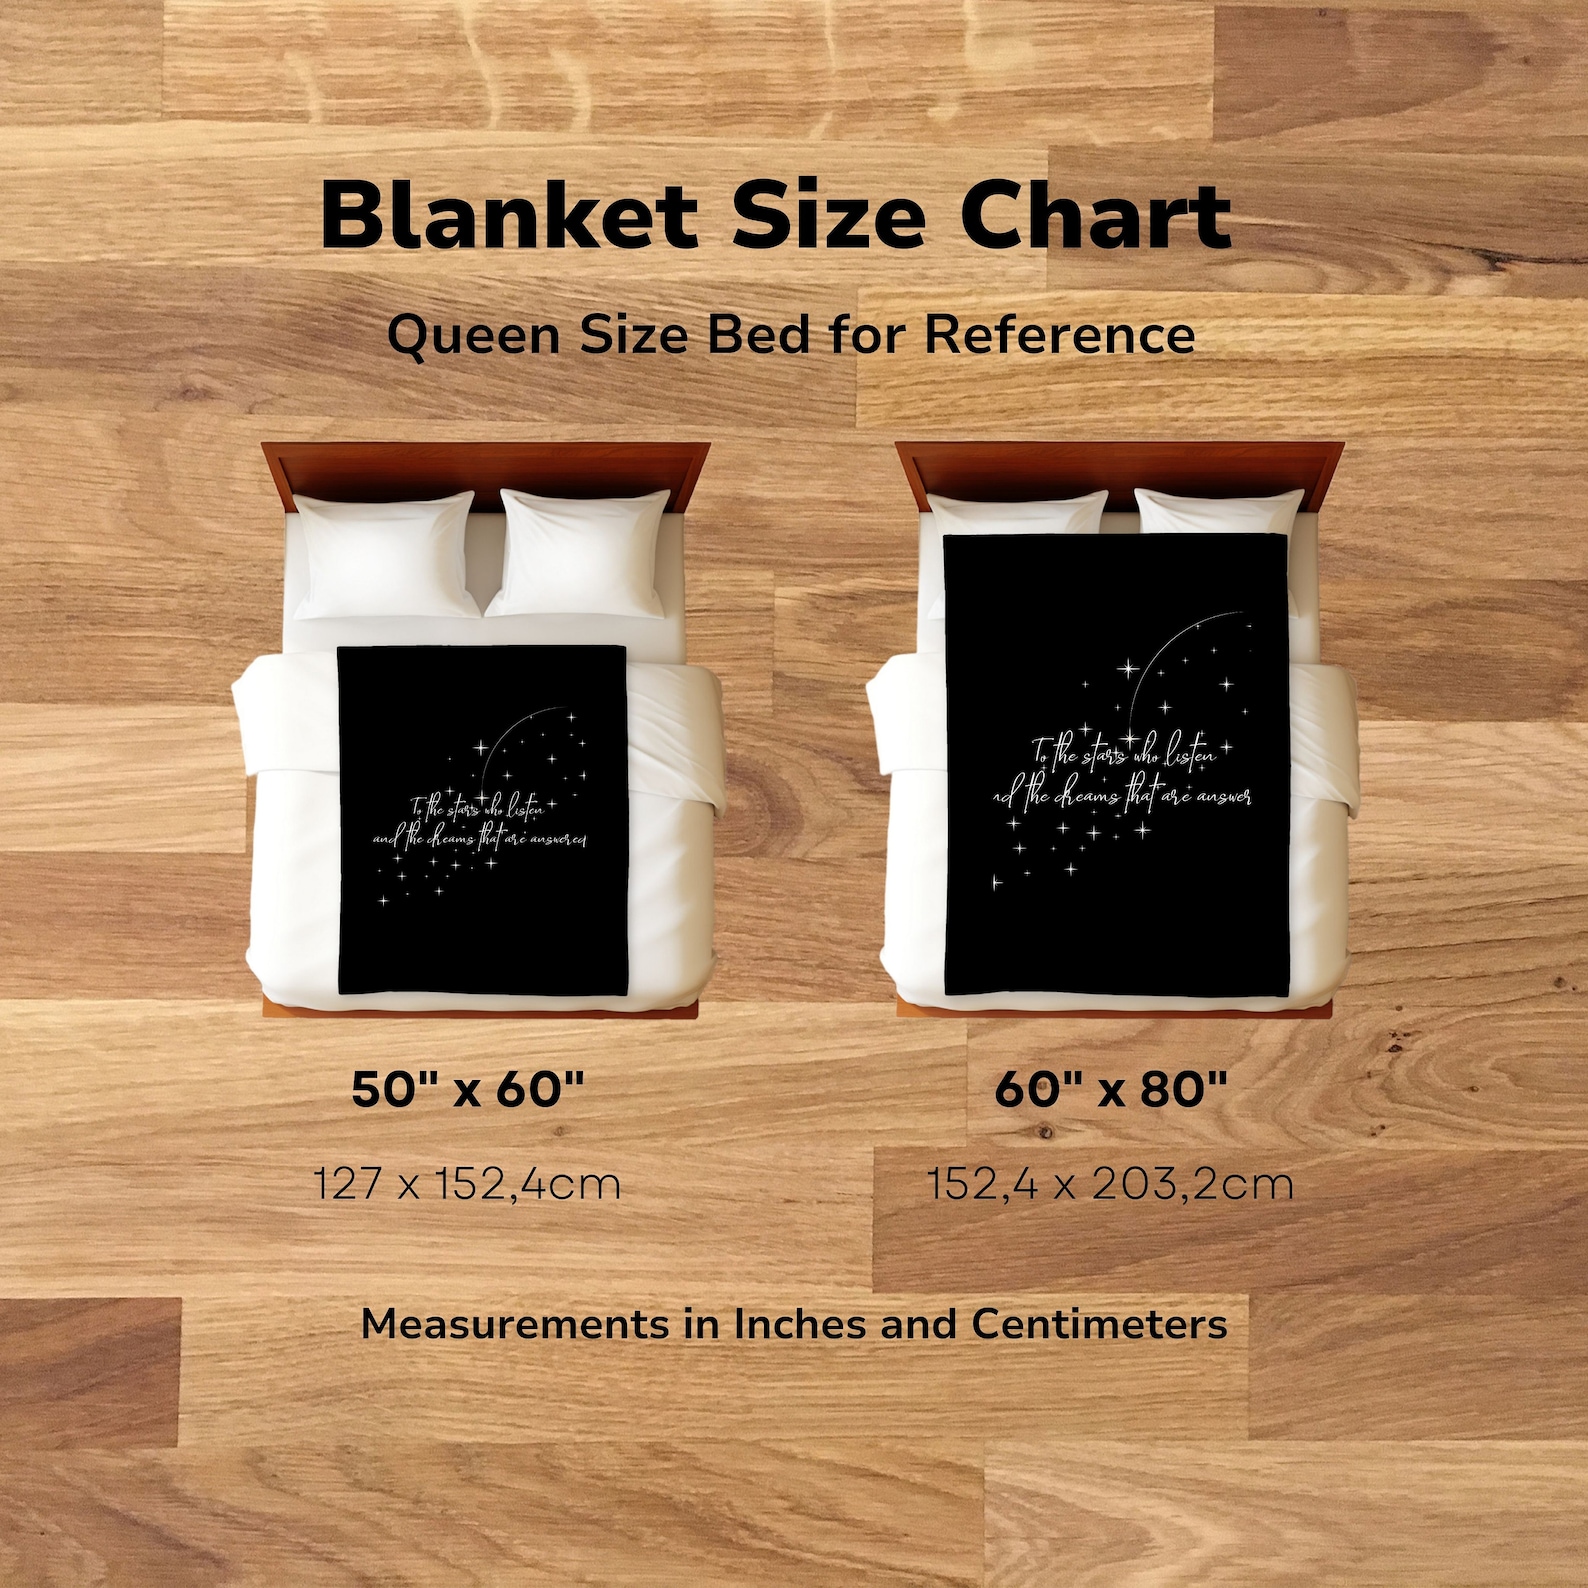 Blanket Size Chart
Queen Size Bed for Reference
To the stars who listen
and the dreams that are answered
To the stars who listen
nd the dreams that are answer
50" x 60"
60" x 80"
127 x 152,4cm
152,4 x 203,2cm
Measurements in Inches and Centimeters